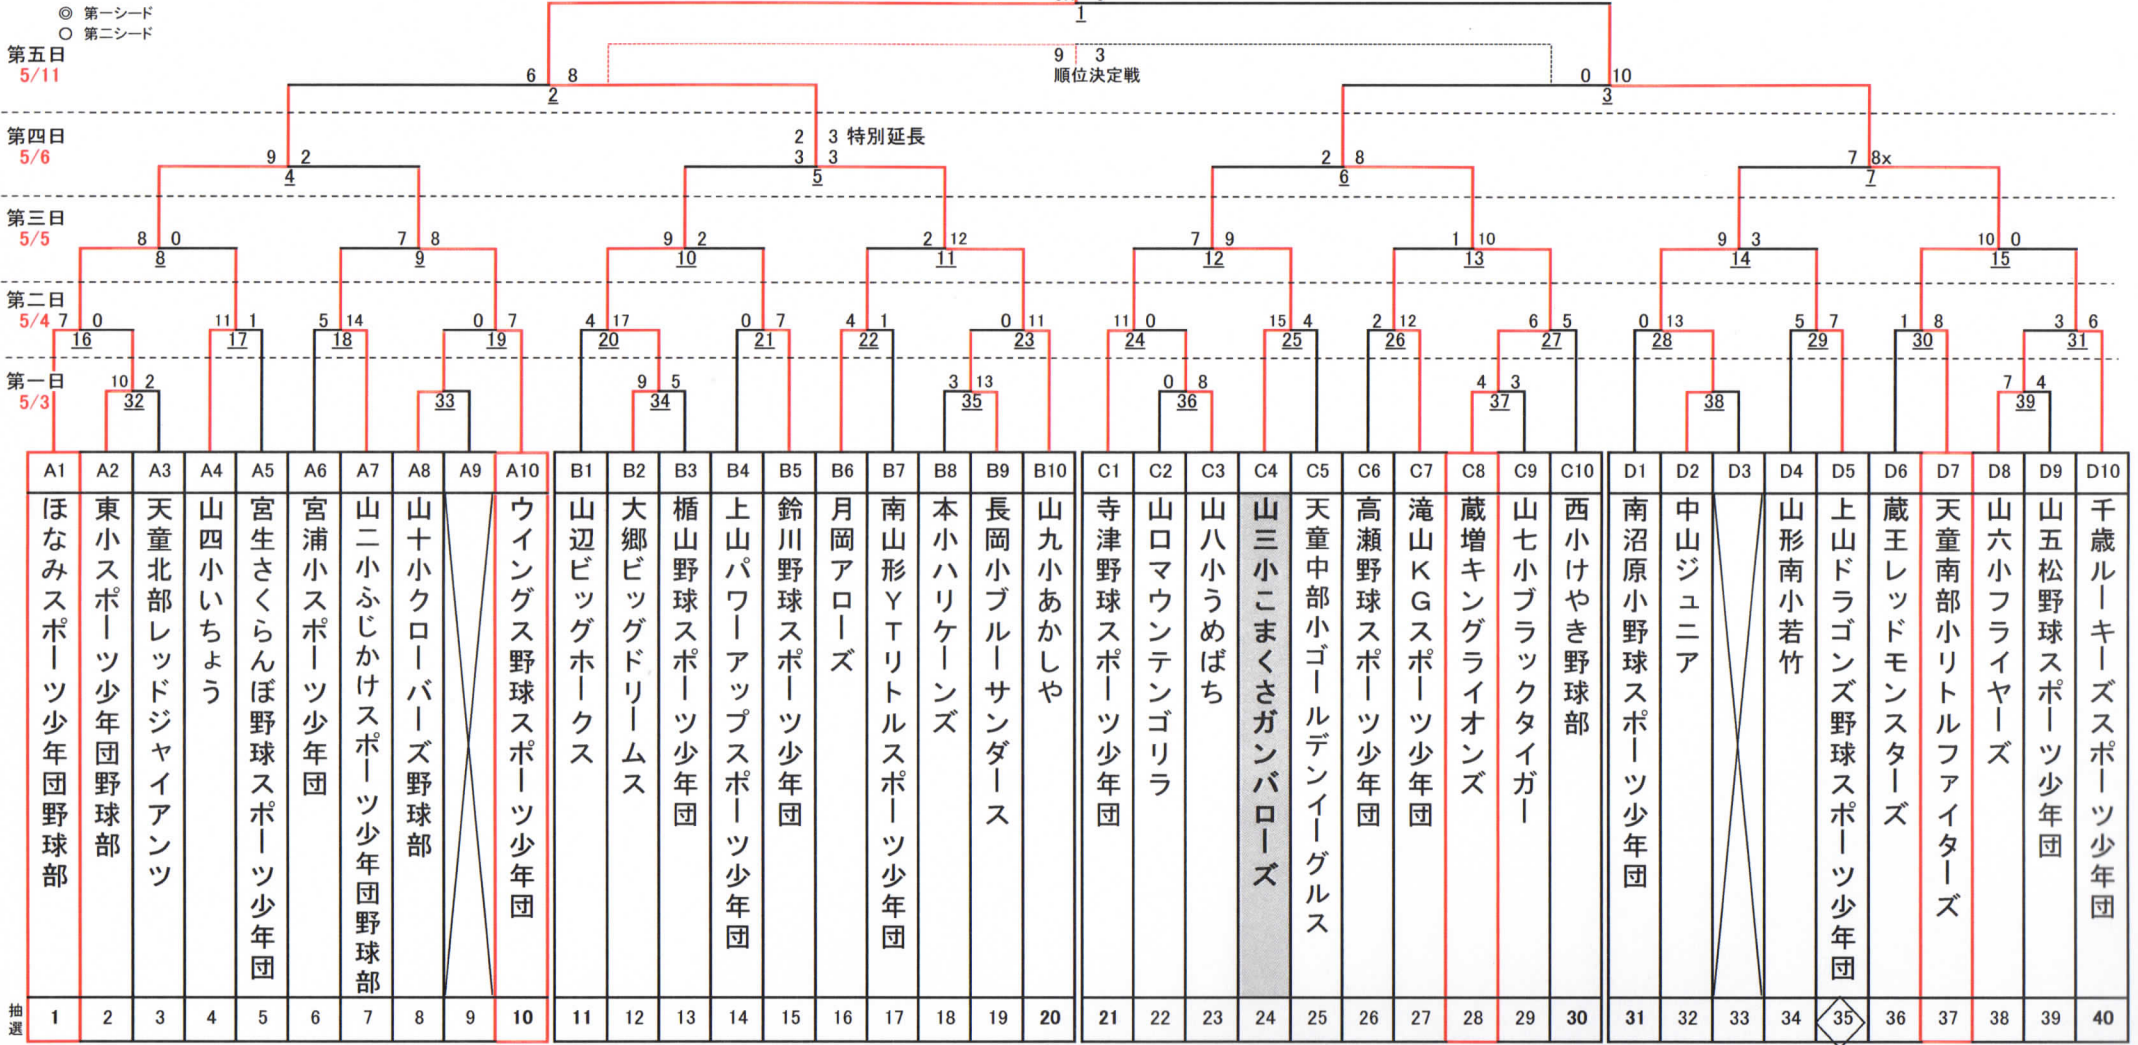 ◎ 第一シード
○ 第二シード
1
第五日
5/11
9 3
順位決定戦
6 8
2
0 10
3
第四日
5/6
2 3 特別延長
9 2
4
3 3
5
2 8
6
7 8x
7
第三日
5/5
8 0
8
7 8
9
9 2
10
2 12
11
7 9
12
1 10
13
9 3
14
10 0
15
第二日
5/4
7 0
16
11 1
17
5 14
18
0 7
19
4 17
20
0 7
21
4 1
22
0 11
23
11 0
24
15 4
25
2 12
26
6 5
27
0 13
28
5 7
29
1 8
30
3 6
31
第一日
5/3
10 2
32
33
9 5
34
3 13
35
0 8
36
4 3
37
38
7 4
39
A1 A2 A3 A4 A5 A6 A7 A8 A9 A10 B1 B2 B3 B4 B5 B6 B7 B8 B9 B10 C1 C2 C3 C4 C5 C6 C7 C8 C9 C10 D1 D2 D3 D4 D5 D6 D7 D8 D9 D10
ほなみスポーツ少年団野球部
東小スポーツ少年団野球部
天童北部レッドジャイアンツ
山四小いちょう
宮生さくらんぼ野球スポーツ少年団
宮浦小スポーツ少年団
山二小ふじかけスポーツ少年団野球部
山十小クローバーズ野球部
ウイングス野球スポーツ少年団
山辺ビッグホークス
大郷ビッグドリームス
楯山野球スポーツ少年団
上山パワーアップスポーツ少年団
鈴川野球スポーツ少年団
月岡アローズ
南山形YTリトルスポーツ少年団
本小ハリケーンズ
長岡小ブルーサンダース
山九小あかしや
寺津野球スポーツ少年団
山口マウンテンゴリラ
山八小うめばち
山三小こまくさガンバローズ
天童中部小ゴールデンイーグルス
高瀬野球スポーツ少年団
滝山KGスポーツ少年団
蔵増キングライオンズ
山七小ブラックタイガー
西小けやき野球部
南沼原小野球スポーツ少年団
中山ジュニア
山形南小若竹
上山ドラゴンズ野球スポーツ少年団
蔵王レッドモンスターズ
天童南部小リトルファイターズ
山六小フライヤーズ
山五松野球スポーツ少年団
千歳ルーキーズスポーツ少年団
抽選
1 2 3 4 5 6 7 8 9 10 11 12 13 14 15 16 17 18 19 20 21 22 23 24 25 26 27 28 29 30 31 32 33 34 35 36 37 38 39 40